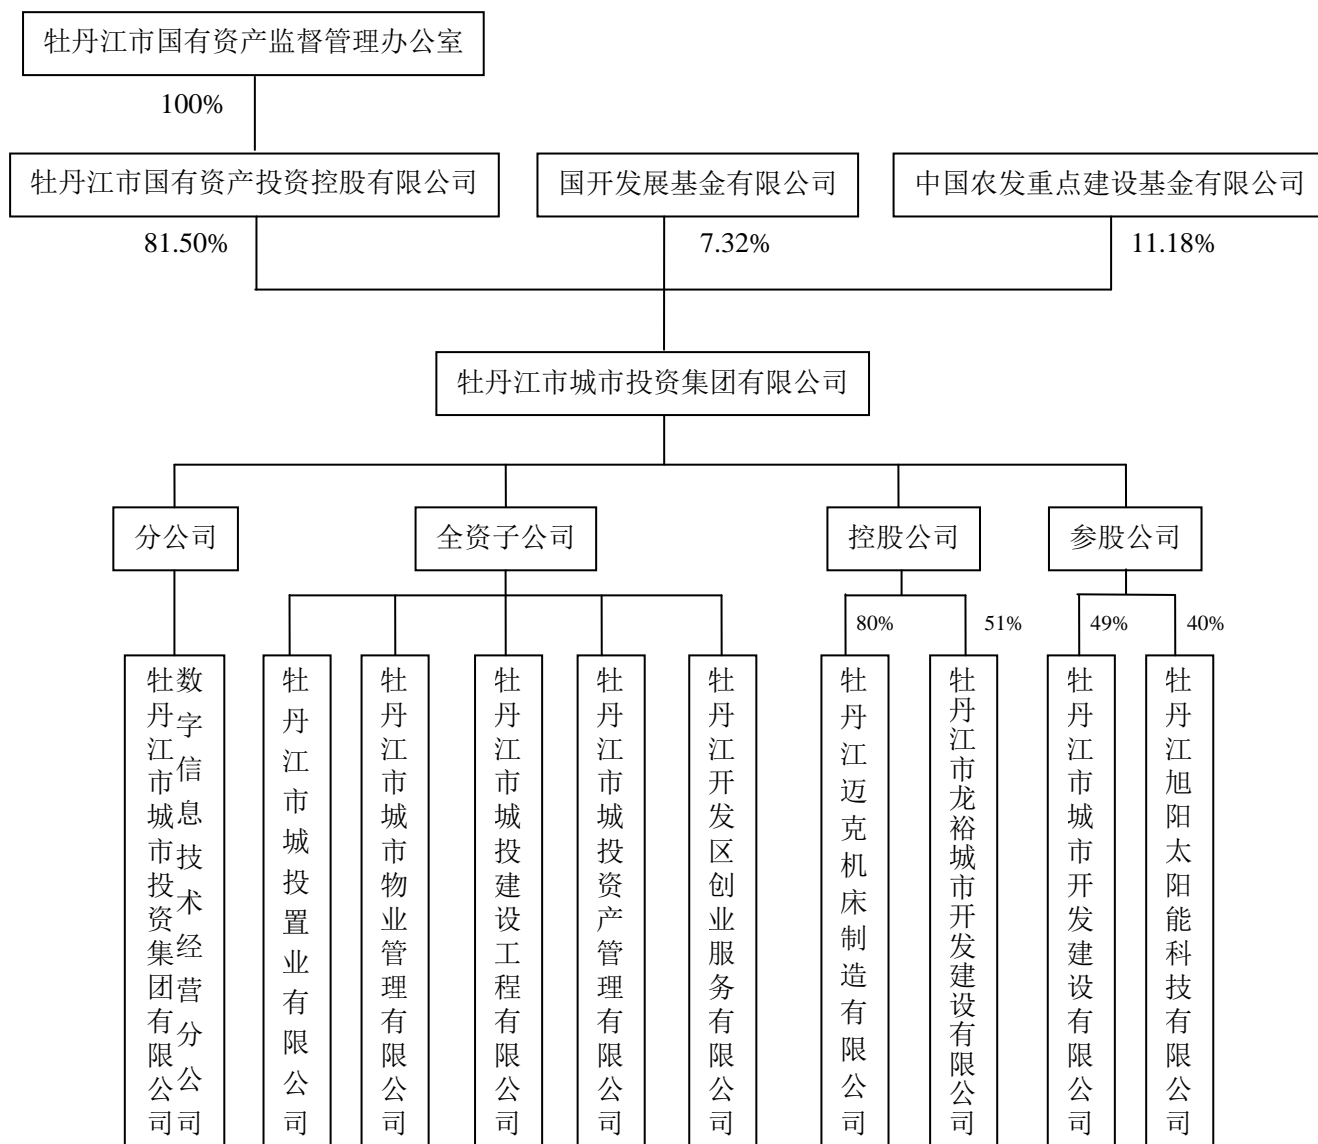 牡丹江市国有资产监督管理办公室
100%
牡丹江市国有资产投资控股有限公司
国开发展基金有限公司
中国农发重点建设基金有限公司
81.50%
7.32%
11.18%
牡丹江市城市投资集团有限公司
分公司
全资子公司
控股公司
参股公司
80%
51%
49%
40%
牡丹江市城市投资集团有限公司
数字信息技术经营分公司
牡丹江市城投置业有限公司
牡丹江市城市物业管理有限公司
牡丹江市城投建设工程有限公司
牡丹江市城投资产管理有限公司
牡丹江开发区创业服务有限公司
牡丹江迈克机床制造有限公司
牡丹江市龙裕城市开发建设有限公司
牡丹江市城市开发建设有限公司
牡丹江旭阳太阳能科技有限公司